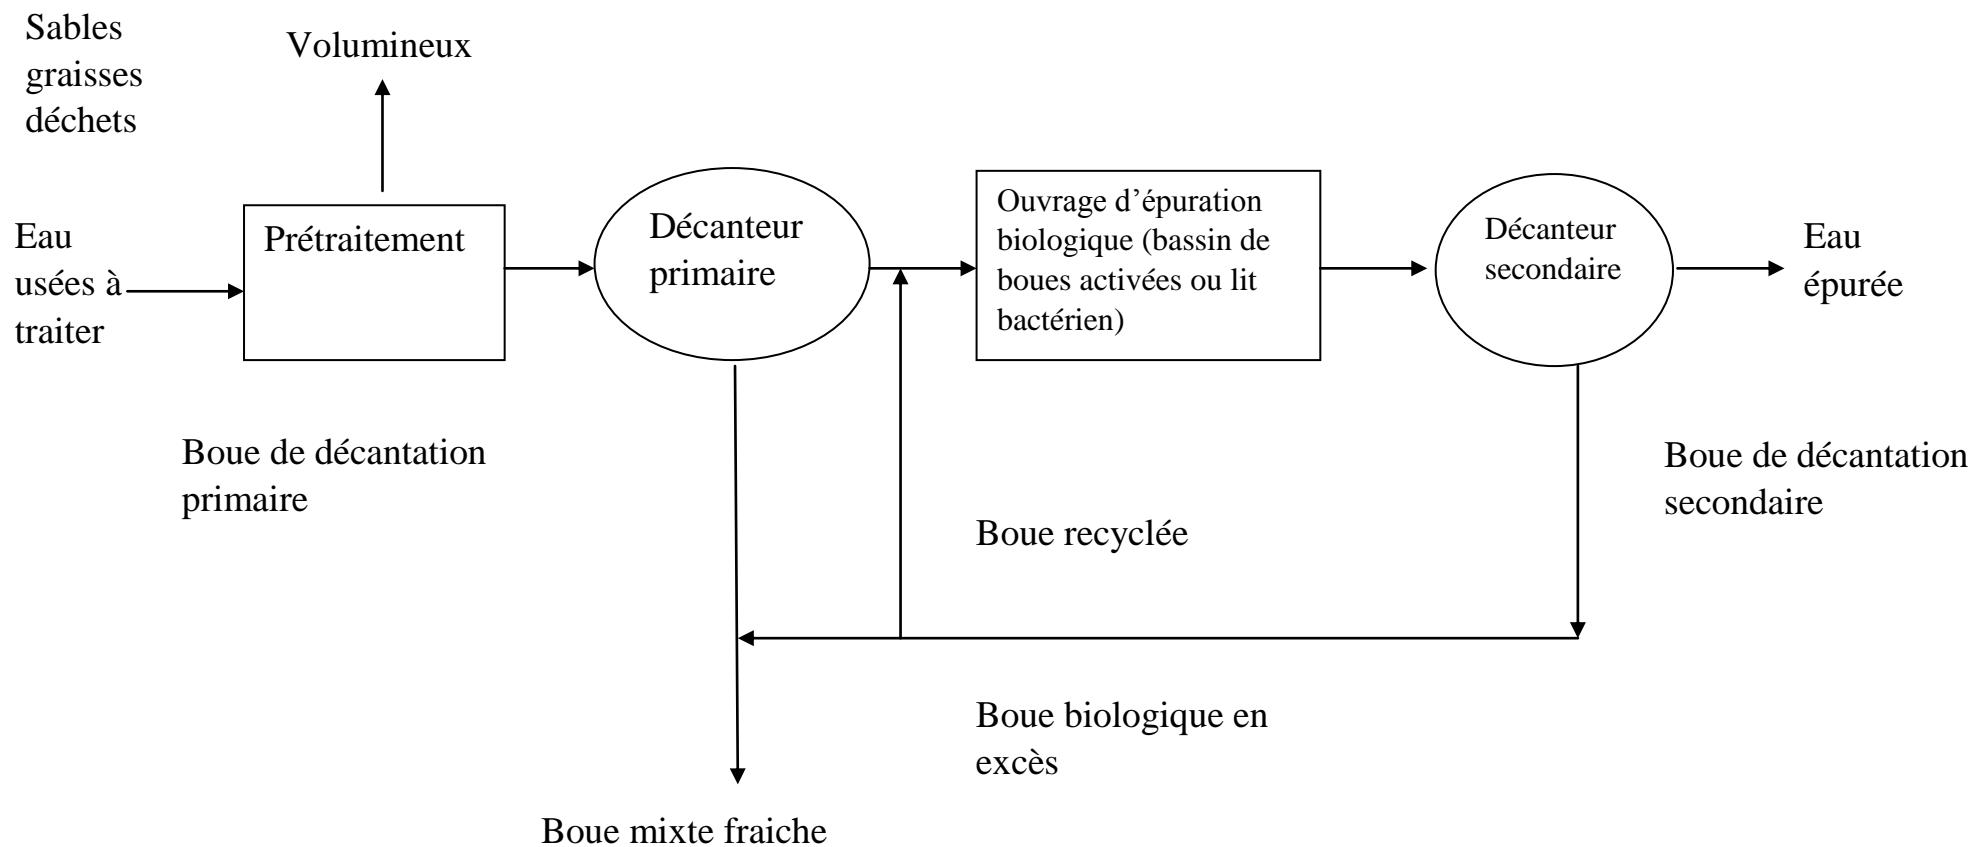 Sables
graisses
déchets
Volumineux
Eau
usées à
traiter
Prétraitement
Décanteur
primaire
Ouvrage d’épuration
biologique (bassin de
boues activées ou lit
bactérien)
Décanteur
secondaire
Eau
épurée
Boue de décantation
primaire
Boue recyclée
Boue de décantation
secondaire
Boue biologique en
excès
Boue mixte fraiche